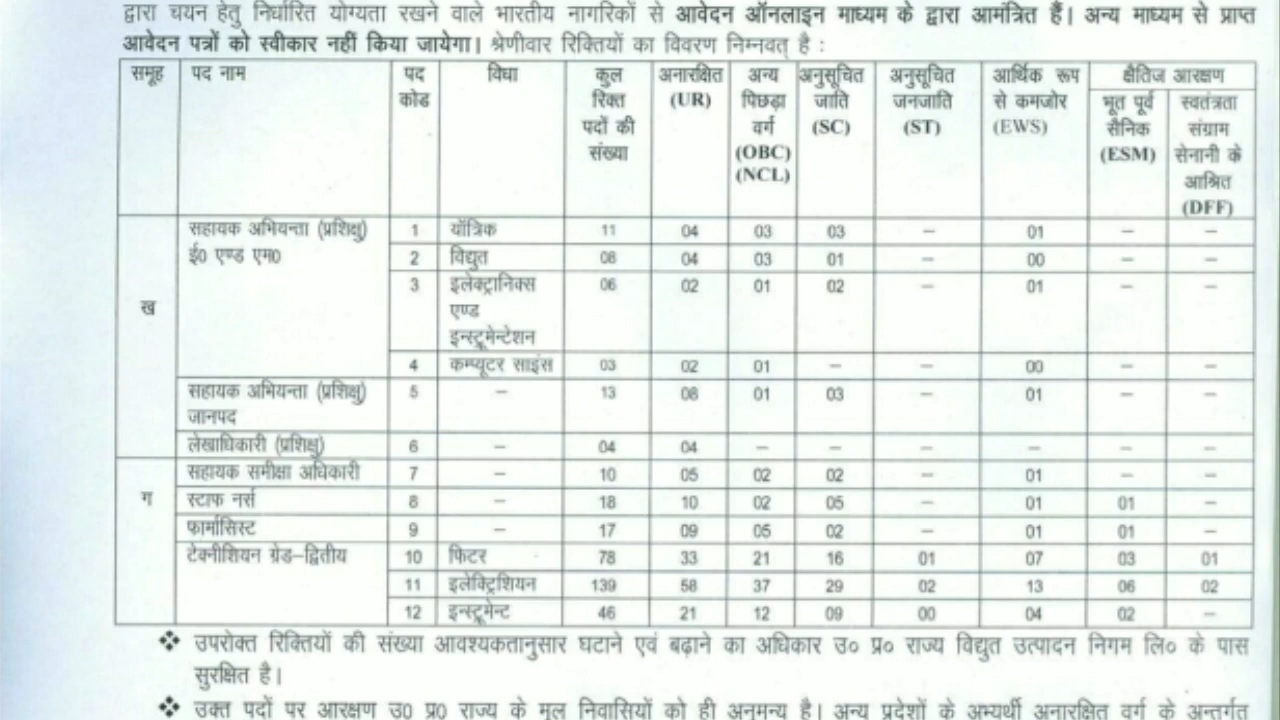 द्वारा चयन हेतु निर्धारित योग्यता रखने वाले भारतीय नागरिकों से आवेदन ऑनलाइन माध्यम के द्वारा आमंत्रित हैं। अन्य माध्यम से प्राप्त
आवेदन पत्रों को स्वीकार नहीं किया जायेगा। श्रेणीवार रिक्तियों का विवरण निम्नवत् है :
समूह | पद नाम | पद कोड | विधा | कुल रिक्त पदों की संख्या | अनारक्षित (UR) | अन्य पिछड़ा वर्ग (OBC) (NCL) | अनुसूचित जाति (SC) | अनुसूचित जनजाति (ST) | आर्थिक रूप से कमजोर (EWS) | क्षैतिज आरक्षण
भूत पूर्व सैनिक (ESM) | स्वतंत्रता संग्राम सेनानी के आश्रित (DFF)
ख | सहायक अभियन्ता (प्रशिक्षु) ई0 एण्ड एम0 | 1 | यॉंत्रिक | 11 | 04 | 03 | 03 | – | 01 | – | –
2 | विद्युत | 08 | 04 | 03 | 01 | – | 00 | – | –
3 | इलेक्ट्रानिक्स एण्ड इन्स्ट्रूमेन्टेशन | 06 | 02 | 01 | 02 | – | 01 | – | –
4 | कम्प्यूटर साइंस | 03 | 02 | 01 | – | – | 00 | – | –
सहायक अभियन्ता (प्रशिक्षु) जानपद | 5 | – | 13 | 08 | 01 | 03 | – | 01 | – | –
लेखाधिकारी (प्रशिक्षु) | 6 | – | 04 | 04 | – | – | – | – | – | –
ग | सहायक समीक्षा अधिकारी | 7 | – | 10 | 05 | 02 | 02 | – | 01 | – | –
स्टाफ नर्स | 8 | – | 18 | 10 | 02 | 05 | – | 01 | 01 | –
फार्मासिस्ट | 9 | – | 17 | 09 | 05 | 02 | – | 01 | 01 | –
टेक्नीशियन ग्रेड–द्वितीय | 10 | फिटर | 78 | 33 | 21 | 16 | 01 | 07 | 03 | 01
11 | इलेक्ट्रिशियन | 139 | 58 | 37 | 29 | 02 | 13 | 06 | 02
12 | इन्स्ट्रूमेन्ट | 46 | 21 | 12 | 09 | 00 | 04 | 02 | –
❖ उपरोक्त रिक्तियों की संख्या आवश्यकतानुसार घटाने एवं बढ़ाने का अधिकार उ० प्र० राज्य विद्युत उत्पादन निगम लि० के पास
सुरक्षित है।
❖ उक्त पदों पर आरक्षण उ0 प्र0 राज्य के मूल निवासियों को ही अनुमन्य है। अन्य प्रदेशों के अभ्यर्थी अनारक्षित वर्ग के अन्तर्गत